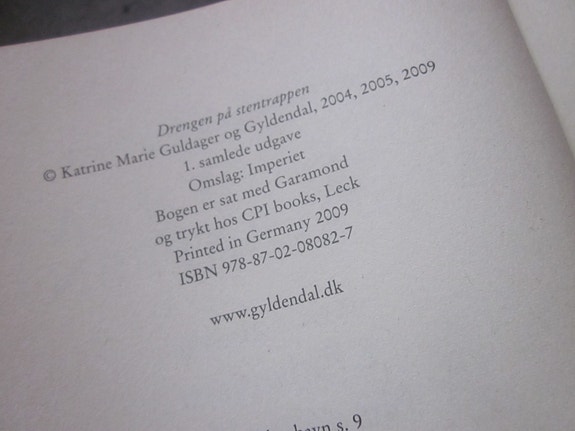 Drengen på stentrappen
© Katrine Marie Guldager og Gyldendal, 2004, 2005, 2009
1. samlede udgave
Omslag: Imperiet
Bogen er sat med Garamond
og trykt hos CPI books, Leck
Printed in Germany 2009
ISBN 978-87-02-08082-7
www.gyldendal.dk
s. 9